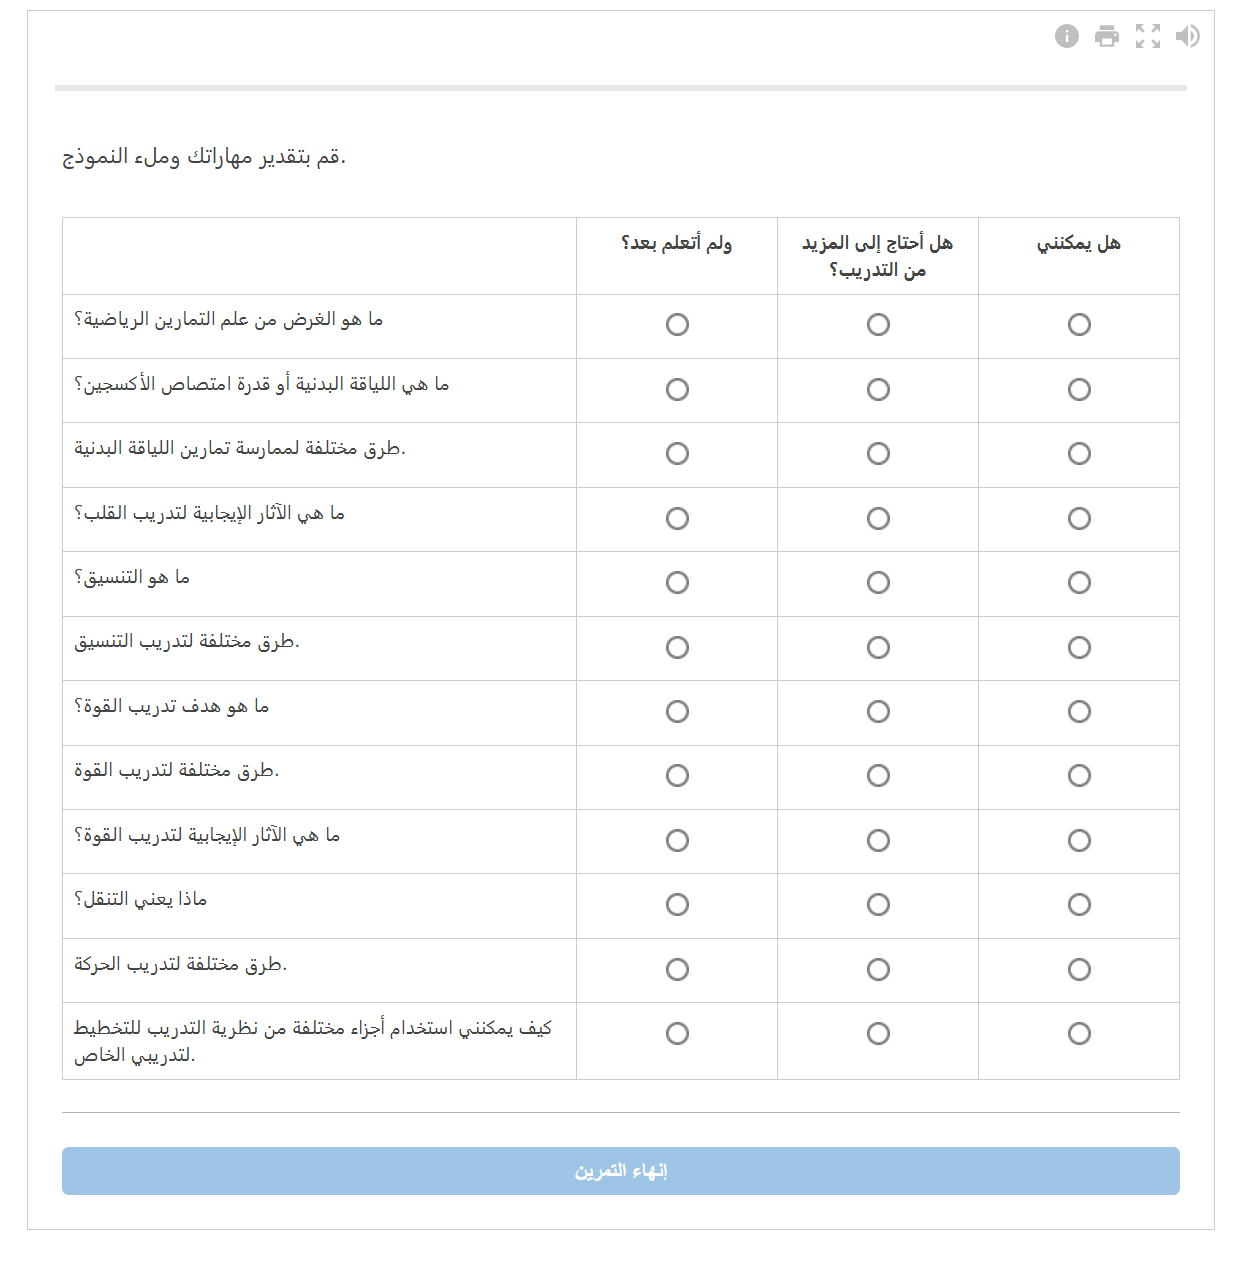 قم بتقدير مهاراتك وملء النموذج.
ولم أتعلم بعد؟
هل أحتاج إلى المزيد
من التدريب؟
هل يمكنني
ما هو الغرض من علم التمارين الرياضية؟
ما هي اللياقة البدنية أو قدرة امتصاص الأكسجين؟
طرق مختلفة لممارسة تمارين اللياقة البدنية.
ما هي الآثار الإيجابية لتدريب القلب؟
ما هو التنسيق؟
طرق مختلفة لتدريب التنسيق.
ما هو هدف تدريب القوة؟
طرق مختلفة لتدريب القوة.
ما هي الآثار الإيجابية لتدريب القوة؟
ماذا يعني التنقل؟
طرق مختلفة لتدريب الحركة.
كيف يمكنني استخدام أجزاء مختلفة من نظرية التدريب للتخطيط
لتدريبي الخاص.
إنهاء التمرين